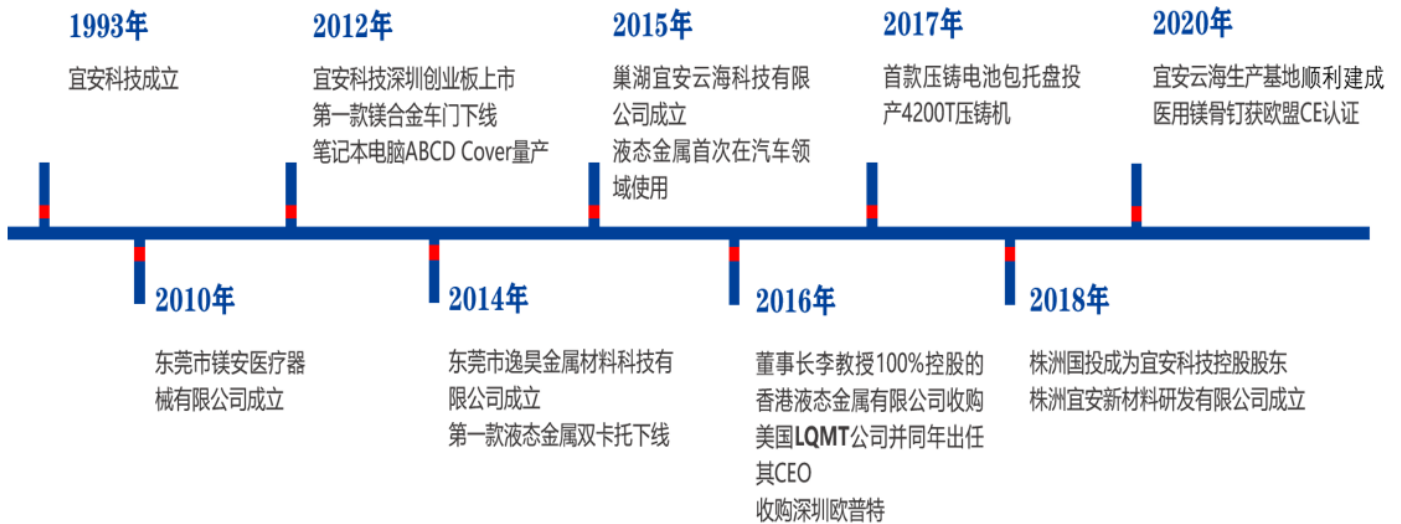 1993年
宜安科技成立
2012年
宜安科技深圳创业板上市
第一款镁合金车门下线
笔记本电脑ABCD Cover量产
2015年
巢湖宜安云海科技有限
公司成立
液态金属首次在汽车领
域使用
2017年
首款压铸电池包托盘投
产4200T压铸机
2020年
宜安云海生产基地顺利建成
医用镁骨钉获欧盟CE认证
2010年
东莞市镁安医疗器
械有限公司成立
2014年
东莞市逸昊金属材料科技有
限公司成立
第一款液态金属双卡托下线
2016年
董事长李教授100%控股的
香港液态金属有限公司收购
美国LQMT公司并同年出任
其CEO
收购深圳欧普特
2018年
株洲国投成为宜安科技控股股东
株洲宜安新材料研发有限公司成立